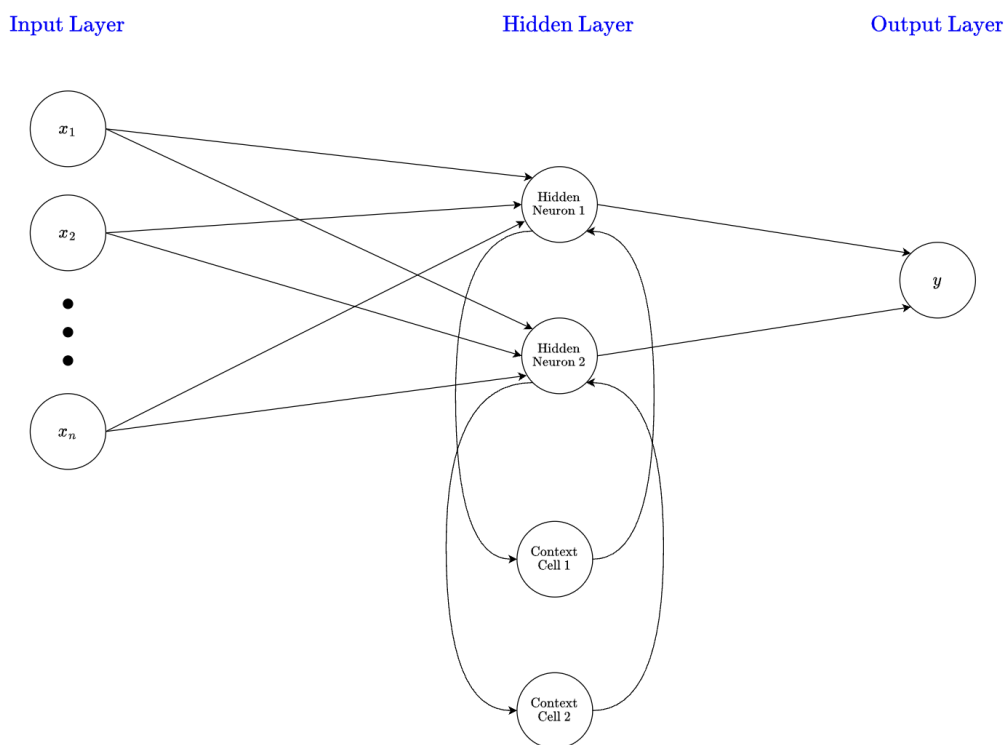 Input Layer
Hidden Layer
Output Layer
x₁
Hidden
Neuron 1
x₂
y
Hidden
Neuron 2
xₙ
Context
Cell 1
Context
Cell 2